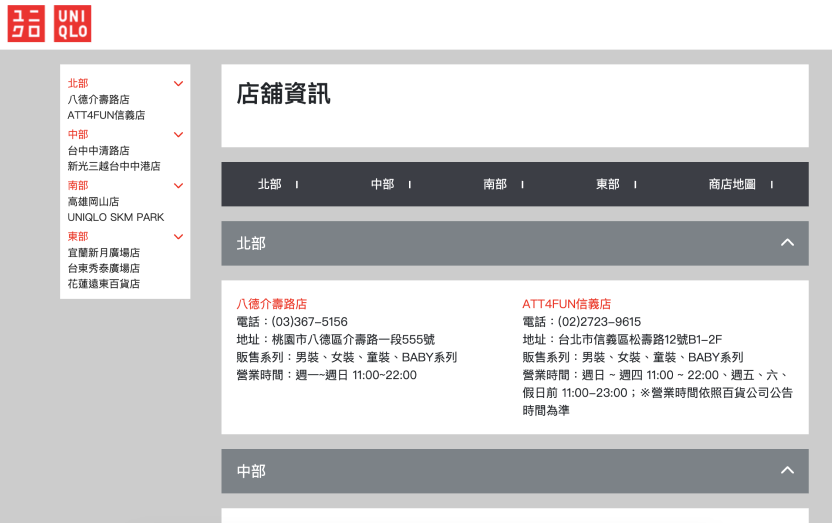 ユニ
クロ
UNI
QLO
北部
八德介壽路店
ATT4FUN信義店
中部
台中中清路店
新光三越台中中港店
南部
高雄岡山店
UNIQLO SKM PARK
東部
宜蘭新月廣場店
台東秀泰廣場店
花蓮遠東百貨店
店舖資訊
北部 | 中部 | 南部 | 東部 | 商店地圖 |
北部
八德介壽路店
電話：(03)367-5156
地址：桃園市八德區介壽路一段555號
販售系列：男裝、女裝、童裝、BABY系列
營業時間：週一~週日 11:00~22:00
ATT4FUN信義店
電話：(02)2723-9615
地址：台北市信義區松壽路12號B1-2F
販售系列：男裝、女裝、童裝、BABY系列
營業時間：週日 ~ 週四 11:00 ~ 22:00、週五、六、
假日前 11:00-23:00；※營業時間依照百貨公司公告
時間為準
中部